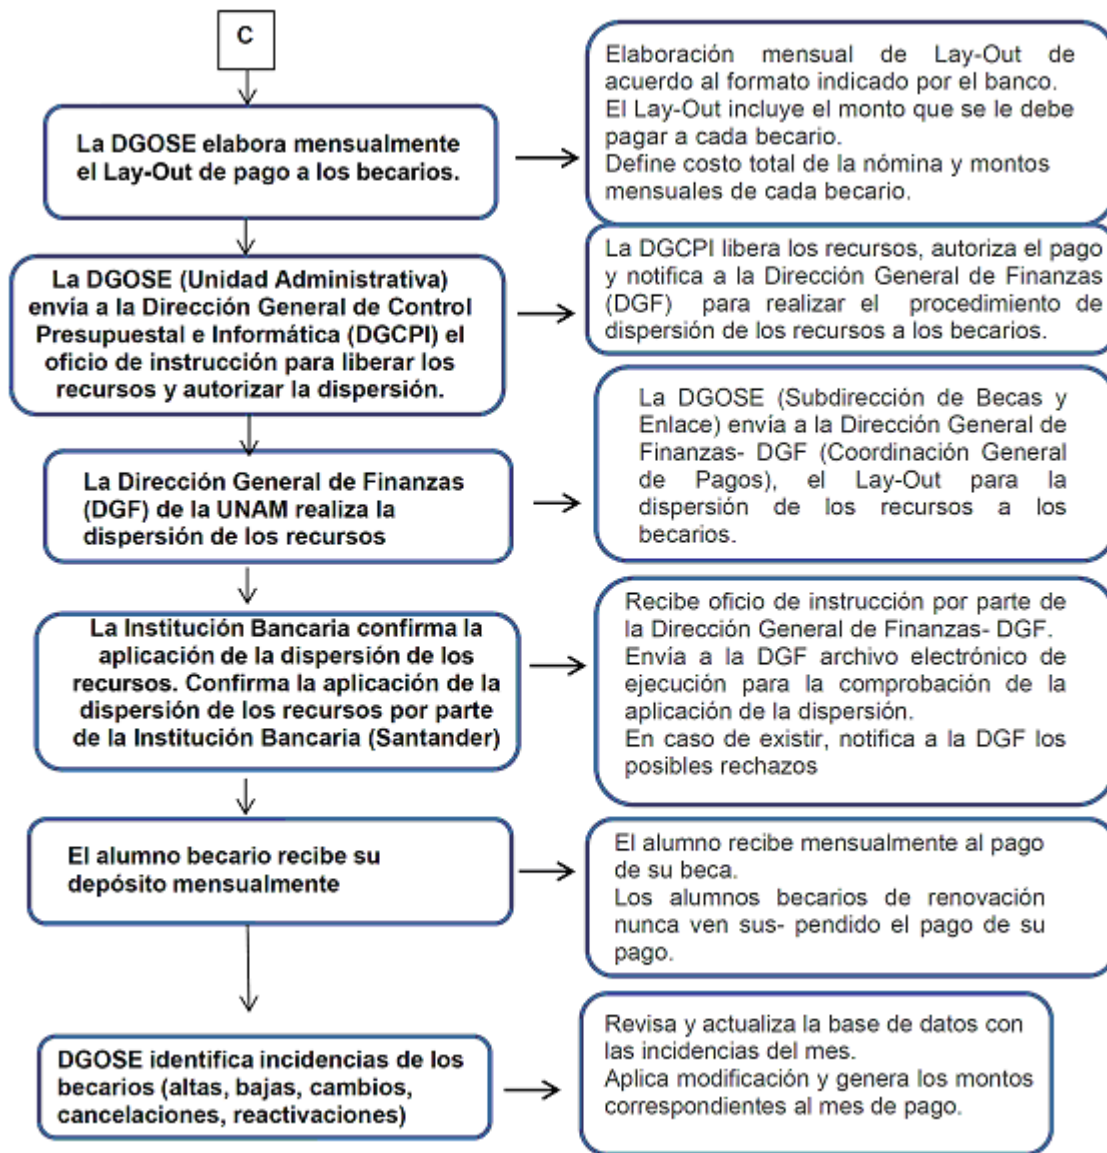 C
La DGOSE elabora mensualmente
el Lay-Out de pago a los becarios.
Elaboración mensual de Lay-Out de
acuerdo al formato indicado por el banco.
El Lay-Out incluye el monto que se le debe
pagar a cada becario.
Define costo total de la nómina y montos
mensuales de cada becario.
La DGOSE (Unidad Administrativa)
envía a la Dirección General de Control
Presupuestal e Informática (DGCPI) el
oficio de instrucción para liberar los
recursos y autorizar la dispersión.
La DGCPI libera los recursos, autoriza el pago
y notifica a la Dirección General de Finanzas
(DGF) para realizar el procedimiento de
dispersión de los recursos a los becarios.
La Dirección General de Finanzas
(DGF) de la UNAM realiza la
dispersión de los recursos
La DGOSE (Subdirección de Becas y
Enlace) envía a la Dirección General de
Finanzas- DGF (Coordinación General
de Pagos), el Lay-Out para la
dispersión de los recursos a los
becarios.
La Institución Bancaria confirma la
aplicación de la dispersión de los
recursos. Confirma la aplicación de la
dispersión de los recursos por parte
de la Institución Bancaria (Santander)
Recibe oficio de instrucción por parte de
la Dirección General de Finanzas- DGF.
Envía a la DGF archivo electrónico de
ejecución para la comprobación de la
aplicación de la dispersión.
En caso de existir, notifica a la DGF los
posibles rechazos
El alumno becario recibe su
depósito mensualmente
El alumno recibe mensualmente al pago
de su beca.
Los alumnos becarios de renovación
nunca ven sus- pendido el pago de su
pago.
DGOSE identifica incidencias de los
becarios (altas, bajas, cambios,
cancelaciones, reactivaciones)
Revisa y actualiza la base de datos con
las incidencias del mes.
Aplica modificación y genera los montos
correspondientes al mes de pago.